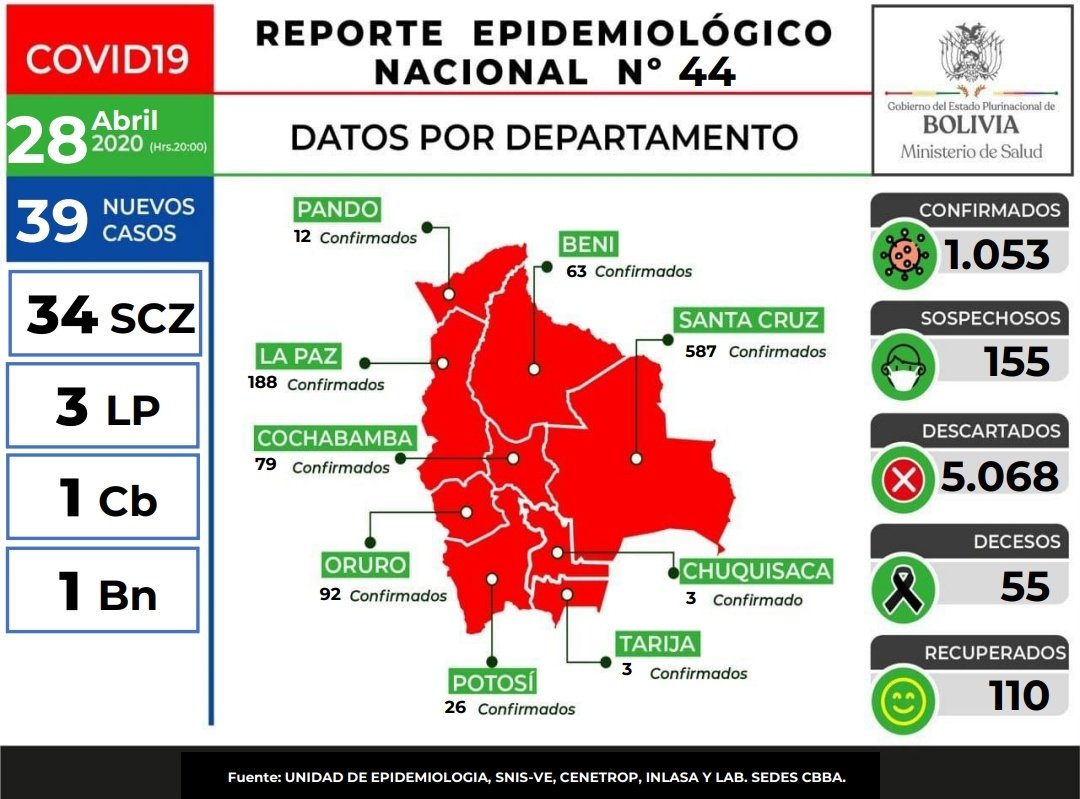 COVID19
REPORTE EPIDEMIOLÓGICO
NACIONAL N° 44
28 Abril
2020 (Hrs.20:00)
DATOS POR DEPARTAMENTO
Gobierno del Estado Plurinacional de
BOLIVIA
Ministerio de Salud
39 NUEVOS
CASOS
34 SCZ
3 LP
1 Cb
1 Bn
PANDO
12 Confirmados
BENI
63 Confirmados
SANTA CRUZ
587 Confirmados
LA PAZ
188 Confirmados
COCHABAMBA
79 Confirmados
ORURO
92 Confirmados
CHUQUISACA
3 Confirmado
TARIJA
3 Confirmados
POTOSÍ
26 Confirmados
CONFIRMADOS
1.053
SOSPECHOSOS
155
DESCARTADOS
5.068
DECESOS
55
RECUPERADOS
110
Fuente: UNIDAD DE EPIDEMIOLOGIA, SNIS-VE, CENETROP, INLASA Y LAB. SEDES CBBA.